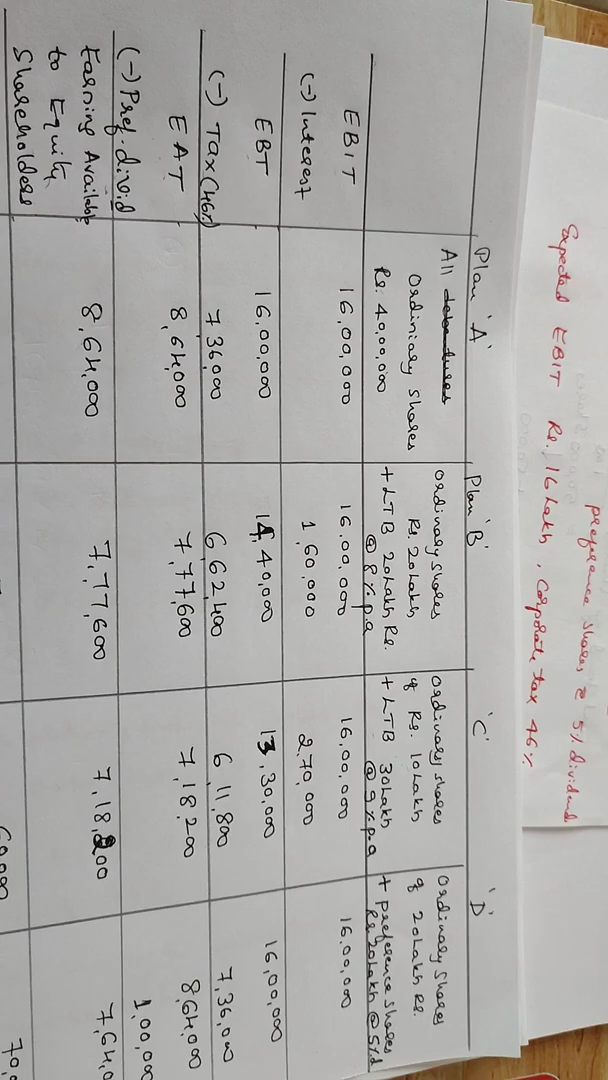 preference shares @ 5% dividend
Expected EBIT Rs. 16 Lakh, Corporate tax 46%
Plan 'A' Plan 'B' 'C' 'D'
All Ordiniary shares Rs. 40,00,000
Ordinary shares Rs. 20 Lakh + LTB 20 Lakh Rs. @ 8% p.a
Ordinary shares of Rs. 10 Lakh + LTB 30 Lakh @ 9% p.a
Ordinary shares of 20 Lakh Rs. + preference shares Rs. 20 Lakh @ 5%d
EBIT 16,00,000 16,00,000 16,00,000 16,00,000
(-) Interest 1,60,000 2,70,000
EBT 16,00,000 14,40,000 13,30,000 16,00,000
(-) Tax (46%) 7 36,000 6,62,400 6,11,800 7,36,000
EAT 8,64,000 7,77,600 7,18,200 8,64,000
(-) Pref. divid 1,00,000
Earning Available to Equity Shareholders 8,64,000 7,77,600 7,18,200 7,64,0
70,